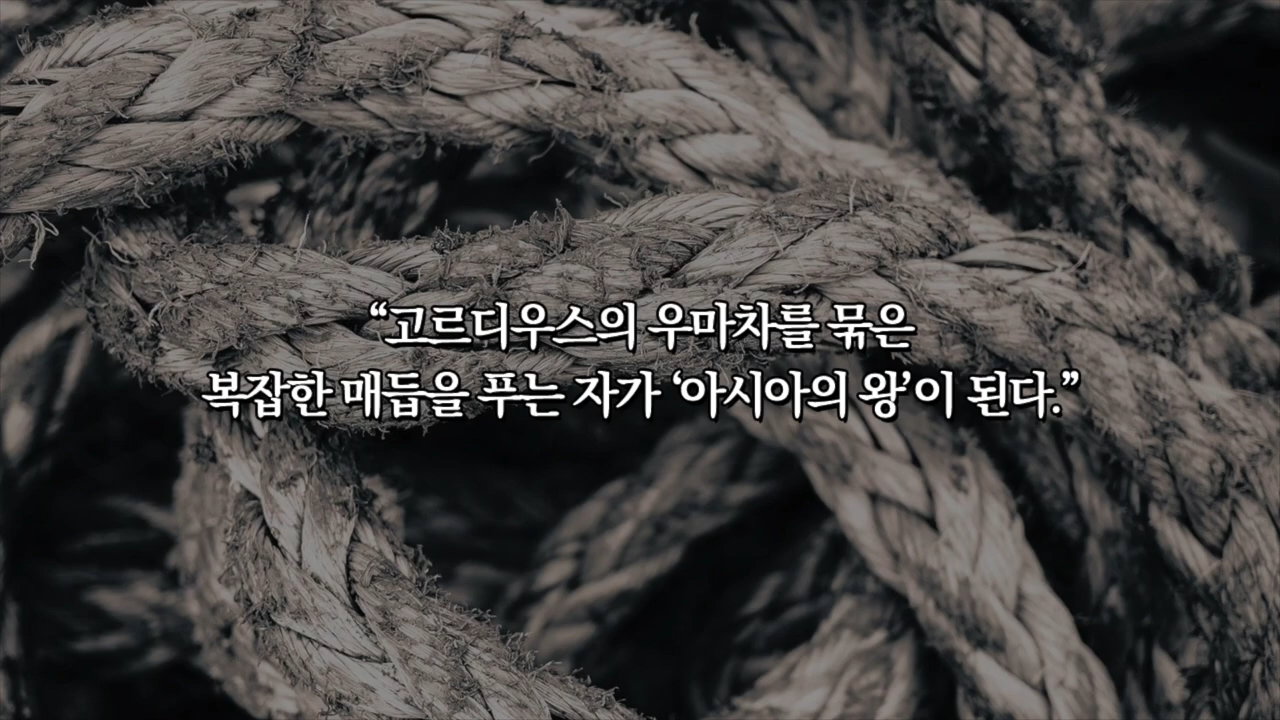 “고르디우스의 우마차를 묶은
복잡한 매듭을 푸는 자가 ‘아시아의 왕’이 된다.”